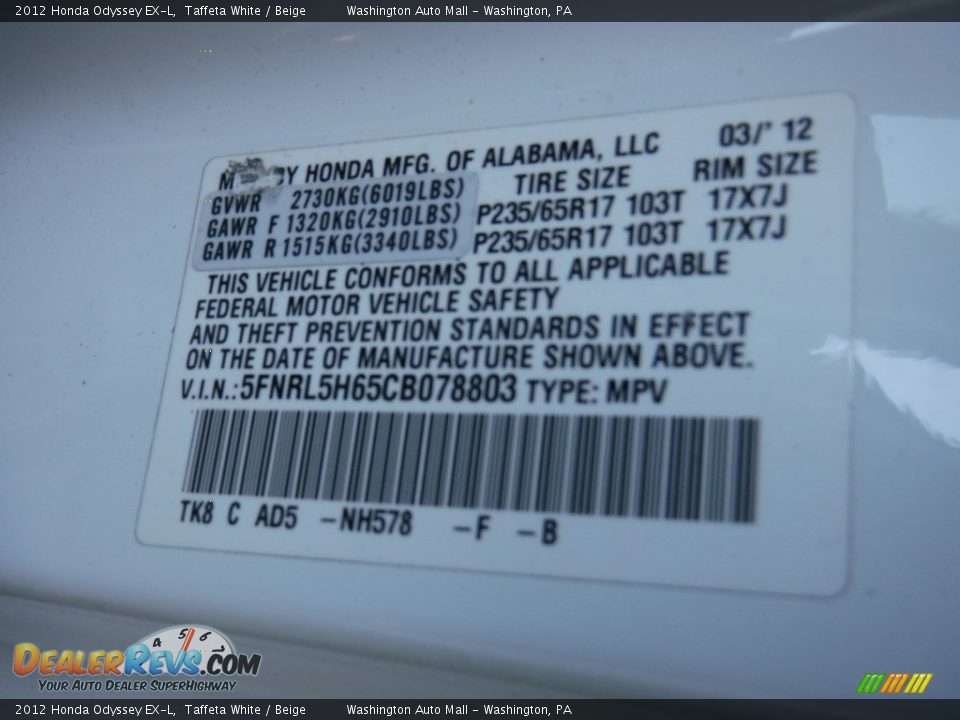 2012 Honda Odyssey EX-L, Taffeta White / Beige Washington Auto Mall - Washington, PA
HONDA MFG. OF ALABAMA, LLC 03/' 12
GVWR 2730KG(6019LBS) TIRE SIZE RIM SIZE
GAWR F 1320KG(2910LBS) P235/65R17 103T 17X7J
GAWR R 1515KG(3340LBS) P235/65R17 103T 17X7J
THIS VEHICLE CONFORMS TO ALL APPLICABLE
FEDERAL MOTOR VEHICLE SAFETY
AND THEFT PREVENTION STANDARDS IN EFFECT
ON THE DATE OF MANUFACTURE SHOWN ABOVE.
V.I.N.:5FNRL5H65CB078803 TYPE: MPV
TK8 C AD5 -NH578 -F -B
4 5 6
DEALERREVS.COM
YOUR AUTO DEALER SUPERHIGHWAY
2012 Honda Odyssey EX-L, Taffeta White / Beige Washington Auto Mall - Washington, PA